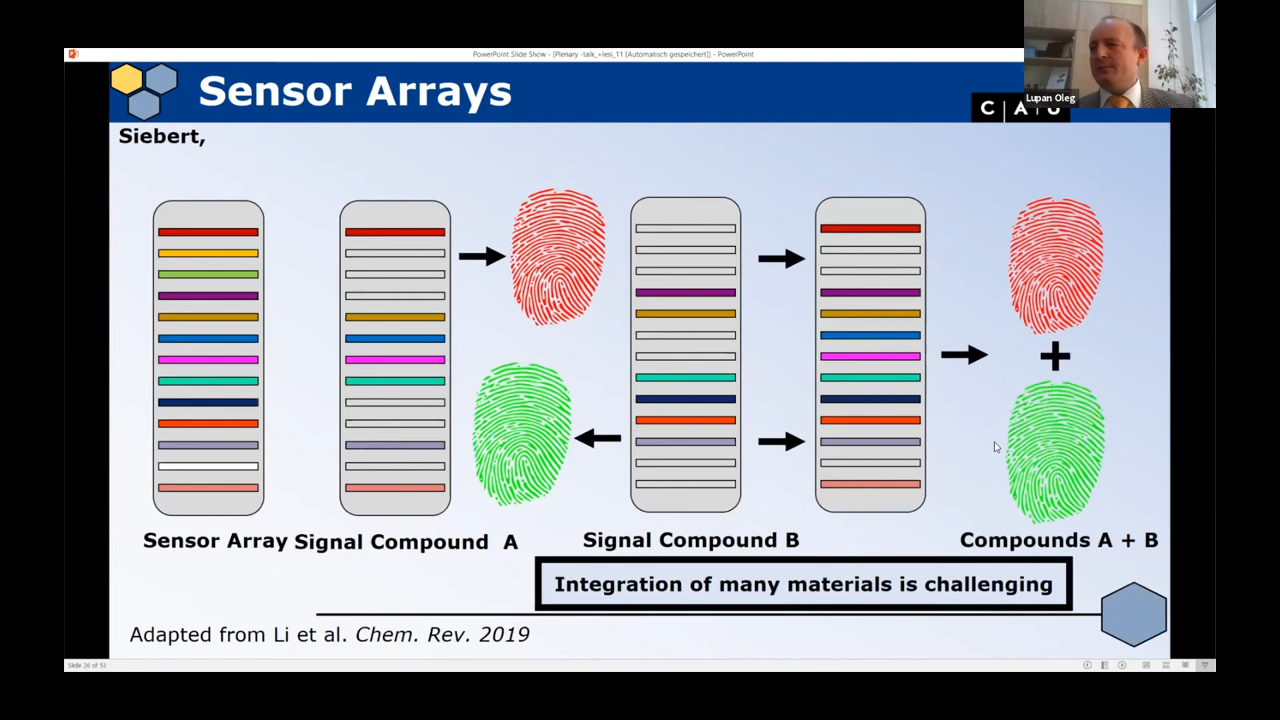 PowerPoint Slide Show - [Plenary -talk_+Iesi_11 [Automatisch gespeichert]] - PowerPoint
Sensor Arrays
Lupan Oleg
C | A | U
Siebert,
Sensor Array
Signal Compound A
Signal Compound B
Compounds A + B
Integration of many materials is challenging
Adapted from Li et al. Chem. Rev. 2019
Slide 26 of 53